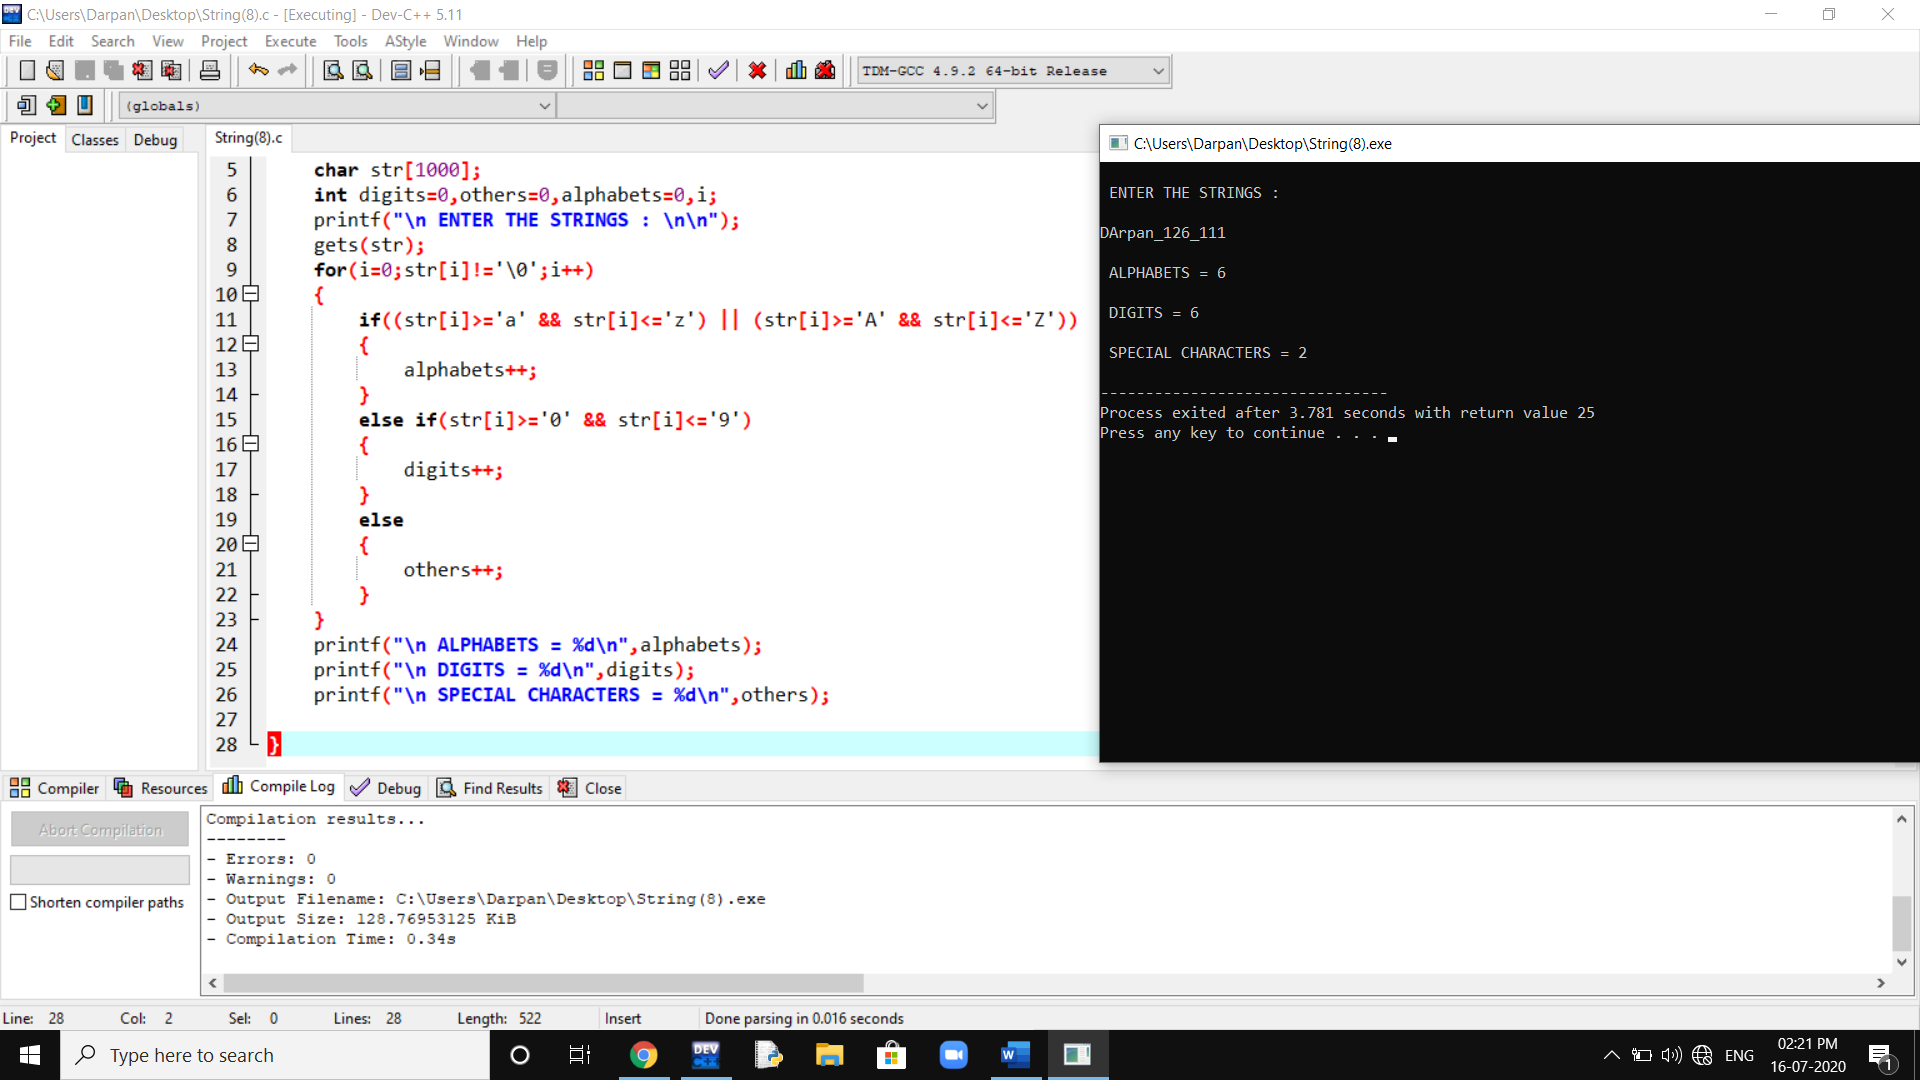 C:\Users\Darpan\Desktop\String(8).c - [Executing] - Dev-C++ 5.11
File Edit Search View Project Execute Tools AStyle Window Help
TDM-GCC 4.9.2 64-bit Release
(globals)
Project Classes Debug
String(8).c
5 char str[1000];
6 int digits=0,others=0,alphabets=0,i;
7 printf("\n ENTER THE STRINGS : \n\n");
8 gets(str);
9 for(i=0;str[i]!='\0';i++)
10 {
11 if((str[i]>='a' && str[i]<='z') || (str[i]>='A' && str[i]<='Z'))
12 {
13 alphabets++;
14 }
15 else if(str[i]>='0' && str[i]<='9')
16 {
17 digits++;
18 }
19 else
20 {
21 others++;
22 }
23 }
24 printf("\n ALPHABETS = %d\n",alphabets);
25 printf("\n DIGITS = %d\n",digits);
26 printf("\n SPECIAL CHARACTERS = %d\n",others);
27
28 }
C:\Users\Darpan\Desktop\String(8).exe
ENTER THE STRINGS :
DArpan_126_111
ALPHABETS = 6
DIGITS = 6
SPECIAL CHARACTERS = 2
--------------------------------
Process exited after 3.781 seconds with return value 25
Press any key to continue . . .
Compiler Resources Compile Log Debug Find Results Close
Abort Compilation
Shorten compiler paths
Compilation results...
--------
- Errors: 0
- Warnings: 0
- Output Filename: C:\Users\Darpan\Desktop\String(8).exe
- Output Size: 128.76953125 KiB
- Compilation Time: 0.34s
Line: 28 Col: 2 Sel: 0 Lines: 28 Length: 522 Insert Done parsing in 0.016 seconds
Type here to search
DEV C++
W
ENG
02:21 PM
16-07-2020
1